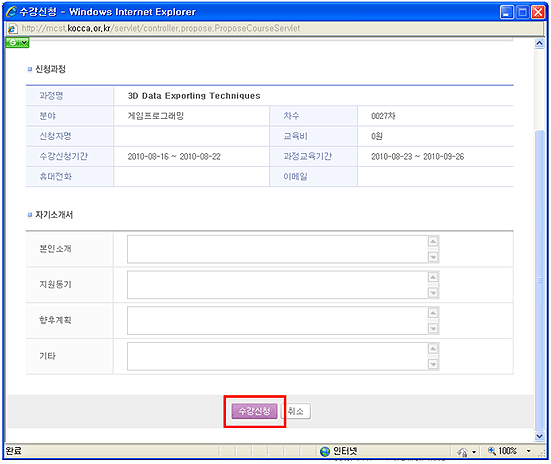 수강신청 - Windows Internet Explorer
http://rncst.kocca.or.kr/servlet/controller.propose.ProposeCourseServlet
신청과정
과정명 3D Data Exporting Techniques
분야 게임프로그래밍 차수 0027차
신청자명 교육비 0원
수강신청기간 2010-08-16 ~ 2010-08-22 과정교육기간 2010-08-23 ~ 2010-09-26
휴대전화 이메일
자기소개서
본인소개
지원동기
향후계획
기타
수강신청 취소
완료 인터넷 100%